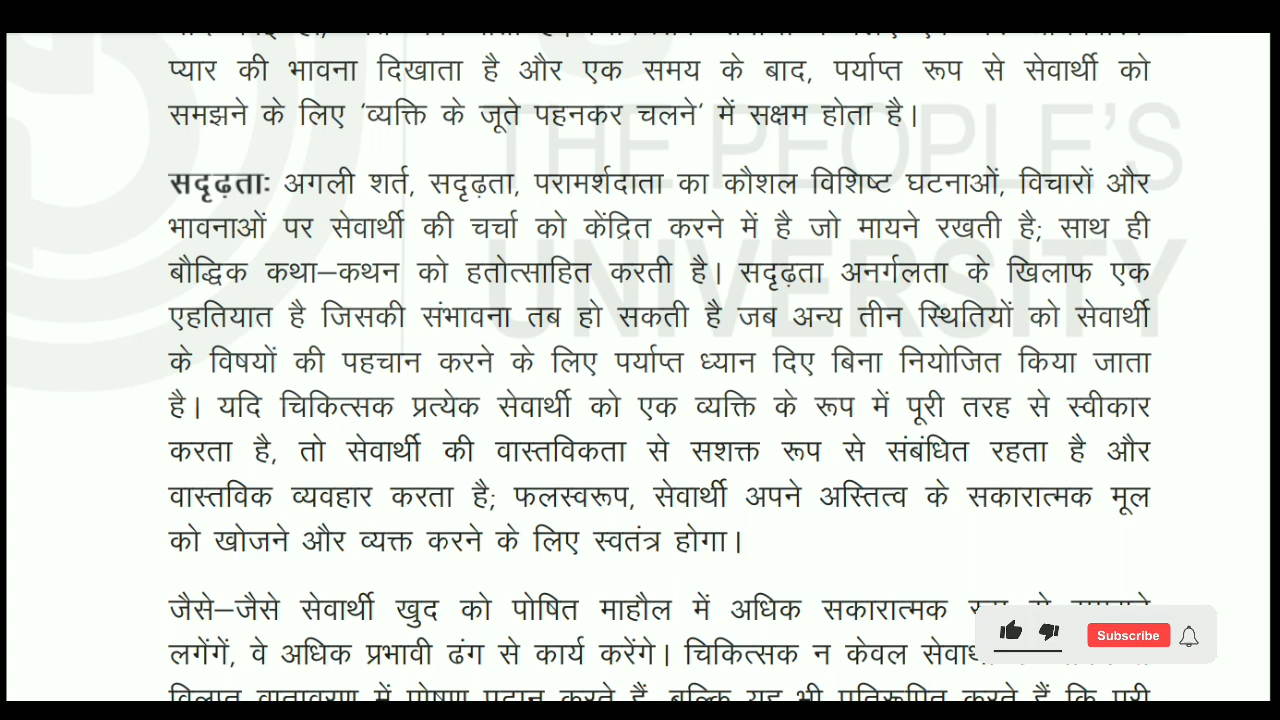 प्यार की भावना दिखाता है और एक समय के बाद, पर्याप्त रूप से सेवार्थी को
समझने के लिए 'व्यक्ति के जूते पहनकर चलने' में सक्षम होता है।
सदृढ़ताः अगली शर्त, सदृढ़ता, परामर्शदाता का कौशल विशिष्ट घटनाओं, विचारों और
भावनाओं पर सेवार्थी की चर्चा को केंद्रित करने में है जो मायने रखती है; साथ ही
बौद्धिक कथा–कथन को हतोत्साहित करती है। सदृढ़ता अनर्गलता के खिलाफ एक
एहतियात है जिसकी संभावना तब हो सकती है जब अन्य तीन स्थितियों को सेवार्थी
के विषयों की पहचान करने के लिए पर्याप्त ध्यान दिए बिना नियोजित किया जाता
है। यदि चिकित्सक प्रत्येक सेवार्थी को एक व्यक्ति के रूप में पूरी तरह से स्वीकार
करता है, तो सेवार्थी की वास्तविकता से सशक्त रूप से संबंधित रहता है और
वास्तविक व्यवहार करता है; फलस्वरूप, सेवार्थी अपने अस्तित्व के सकारात्मक मूल
को खोजने और व्यक्त करने के लिए स्वतंत्र होगा।
जैसे–जैसे सेवार्थी खुद को पोषित माहौल में अधिक सकारात्मक
लगेंगें, वे अधिक प्रभावी ढंग से कार्य करेंगे। चिकित्सक न केवल
THE PEOPLE'S
UNIVERSITY
Subscribe